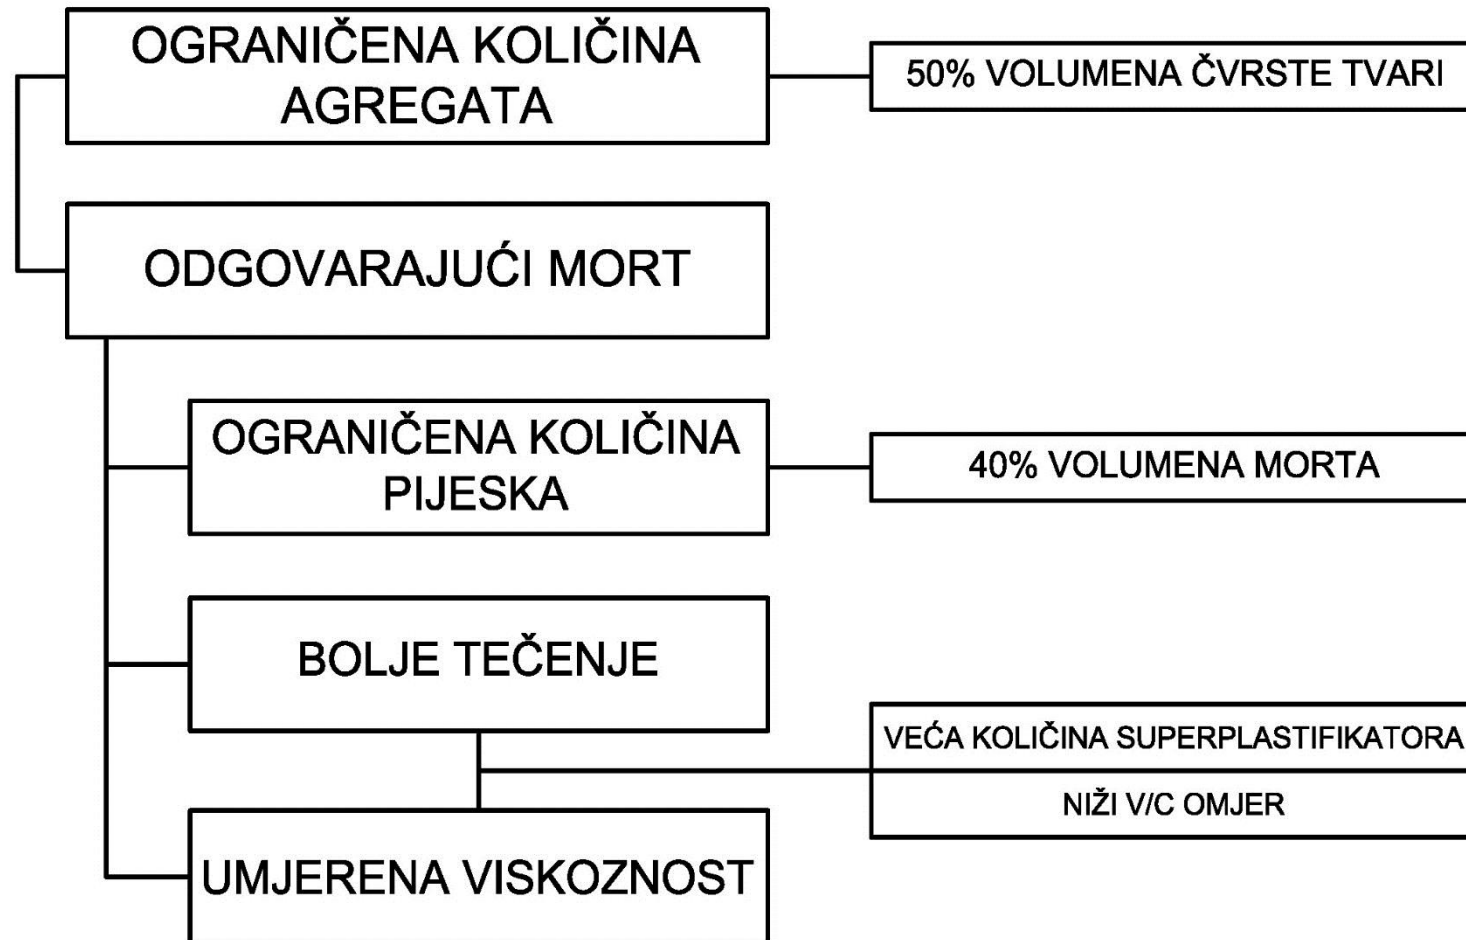 OGRANIČENA KOLIČINA
AGREGATA
50% VOLUMENA ČVRSTE TVARI
ODGOVARAJUĆI MORT
OGRANIČENA KOLIČINA
PIJESKA
40% VOLUMENA MORTA
BOLJE TEČENJE
VEĆA KOLIČINA SUPERPLASTIFIKATORA
NIŽI V/C OMJER
UMJERENA VISKOZNOST